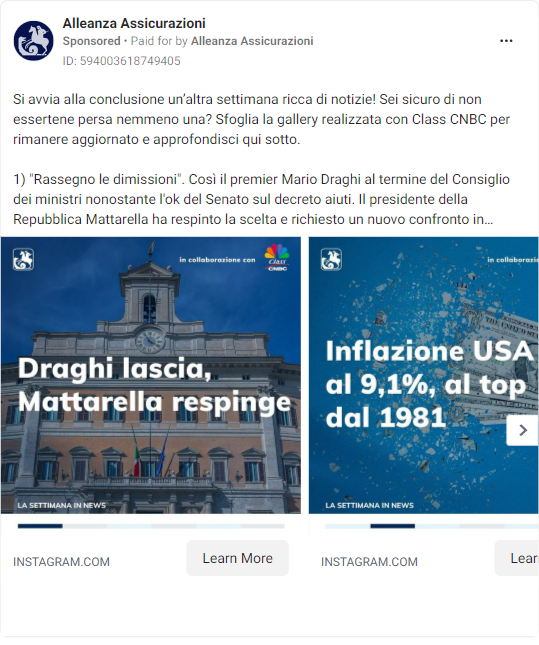 Alleanza Assicurazioni
Sponsored • Paid for by Alleanza Assicurazioni
ID: 594003618749405
Si avvia alla conclusione un'altra settimana ricca di notizie! Sei sicuro di non
essertene persa nemmeno una? Sfoglia la gallery realizzata con Class CNBC per
rimanere aggiornato e approfondisci qui sotto.
1) "Rassegno le dimissioni". Così il premier Mario Draghi al termine del Consiglio
dei ministri nonostante l'ok del Senato sul decreto aiuti. Il presidente della
Repubblica Mattarella ha respinto la scelta e richiesto un nuovo confronto in...
in collaborazione con
Class
CNBC
Draghi lascia,
Mattarella respinge
LA SETTIMANA IN NEWS
in collaboraz
Inflazione USA
al 9,1%, al top
dal 1981
LA SETTIMANA IN NEWS
INSTAGRAM.COM
Learn More
INSTAGRAM.COM
Lear